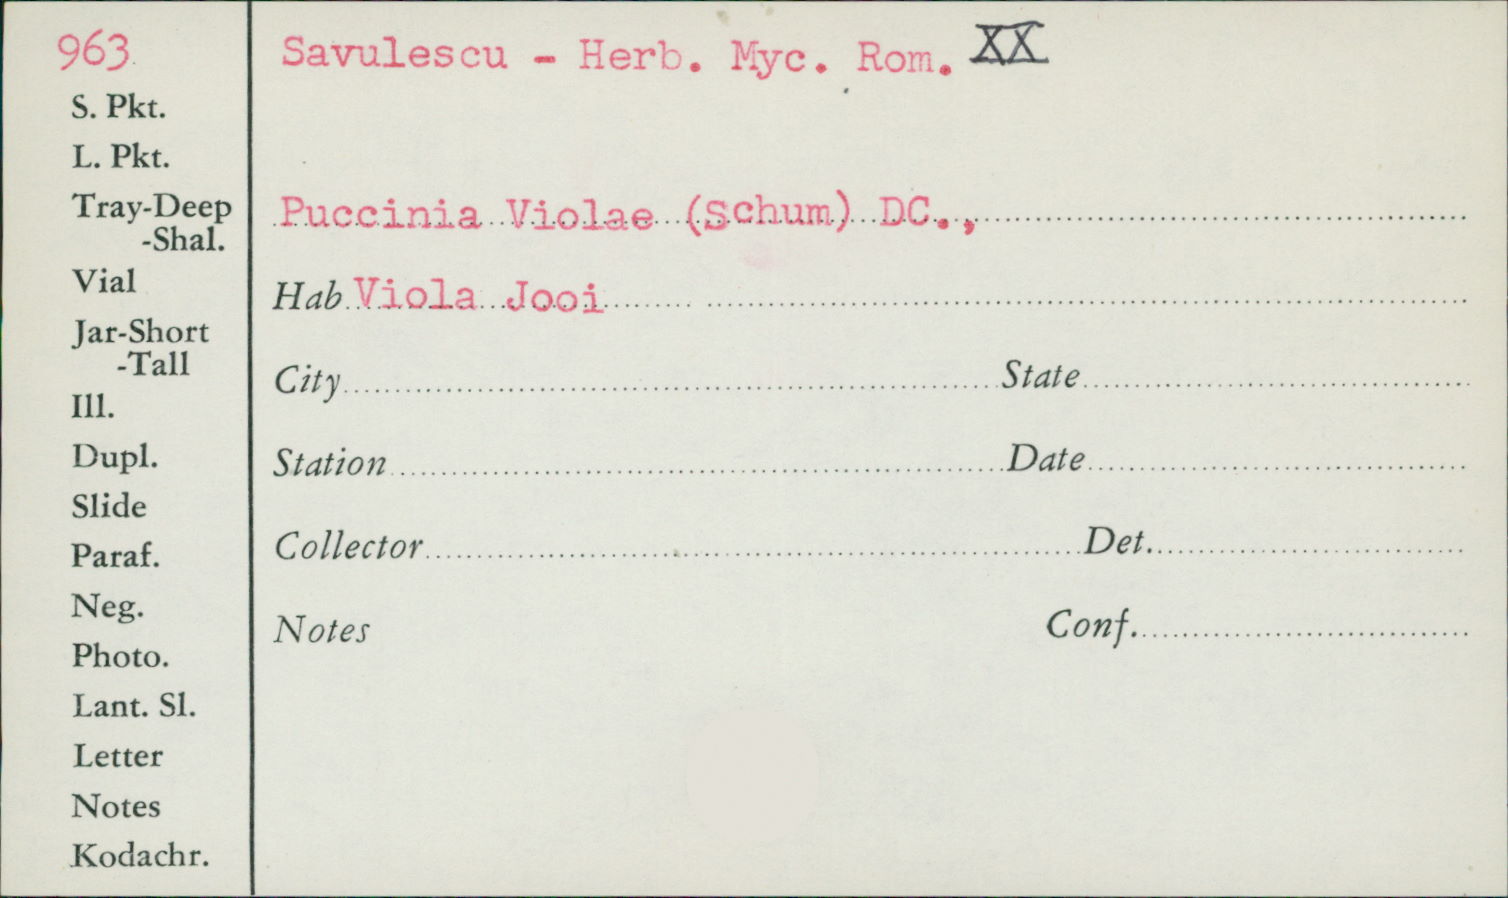 963
S. Pkt.
L. Pkt.
Tray-Deep
-Shal.
Vial
Jar-Short
-Tall
Ill.
Dupl.
Slide
Paraf.
Neg.
Photo.
Lant. Sl.
Letter
Notes
Kodachr.
Savulescu - Herb. Myc. Rom. XX
Puccinia Violae (Schum) DC.,
Hab Viola Jooi
City State
Station Date
Collector Det.
Notes Conf.